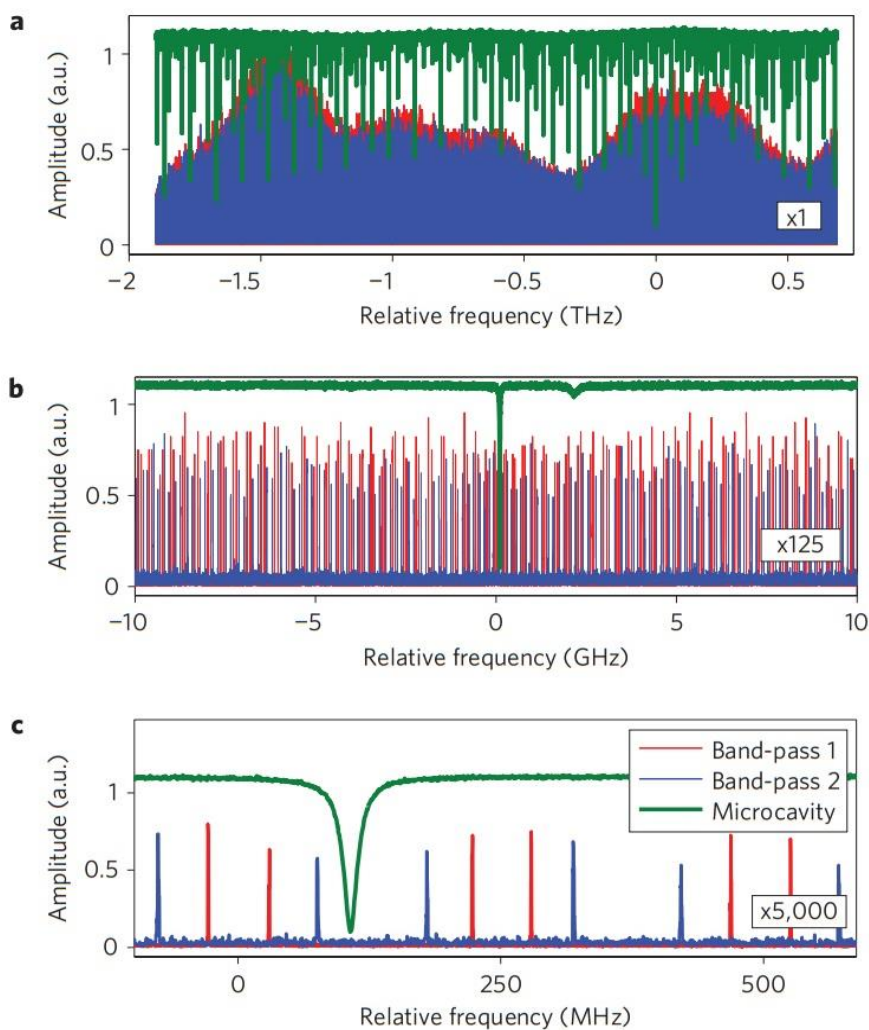 a
Amplitude (a.u.)
1
0.5
0
x1
−2
−1.5
−1
−0.5
0
0.5
Relative frequency (THz)
b
Amplitude (a.u.)
1
0.5
0
x125
−10
−5
0
5
10
Relative frequency (GHz)
c
Amplitude (a.u.)
1
0.5
0
Band-pass 1
Band-pass 2
Microcavity
x5,000
0
250
500
Relative frequency (MHz)